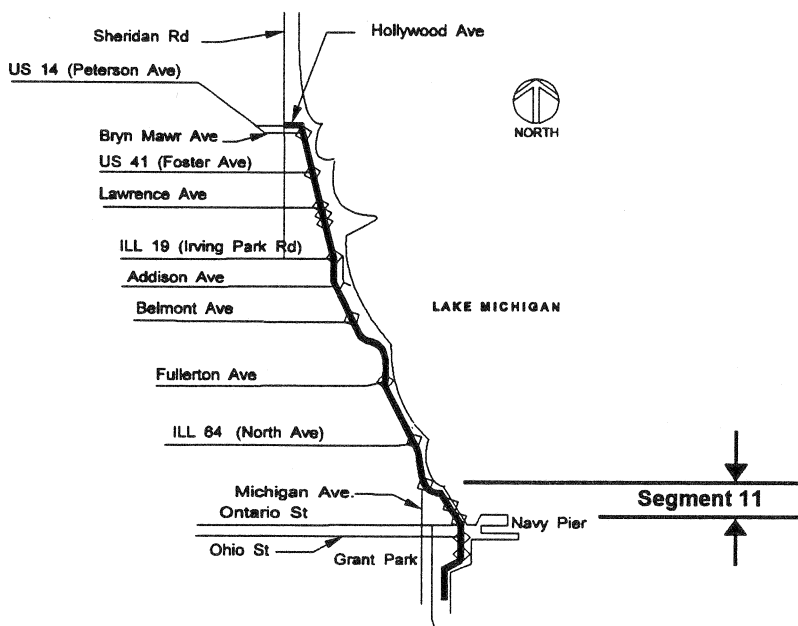 Sheridan Rd
Hollywood Ave
US 14 (Peterson Ave)
NORTH
Bryn Mawr Ave
US 41 (Foster Ave)
Lawrence Ave
ILL 19 (Irving Park Rd)
Addison Ave
Belmont Ave
LAKE MICHIGAN
Fullerton Ave
ILL 64 (North Ave)
Michigan Ave.
Segment 11
Ontario St
Navy Pier
Ohio St
Grant Park